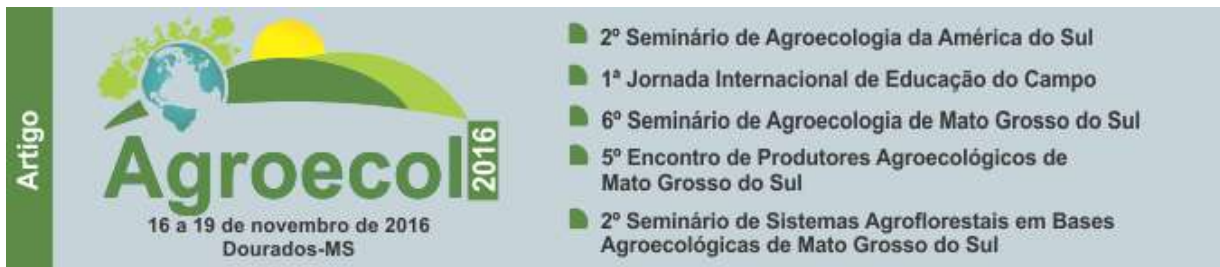 Artigo
Agroecol 2016
16 a 19 de novembro de 2016
Dourados-MS
2º Seminário de Agroecologia da América do Sul
1ª Jornada Internacional de Educação do Campo
6º Seminário de Agroecologia de Mato Grosso do Sul
5º Encontro de Produtores Agroecológicos de
Mato Grosso do Sul
2º Seminário de Sistemas Agroflorestais em Bases
Agroecológicas de Mato Grosso do Sul